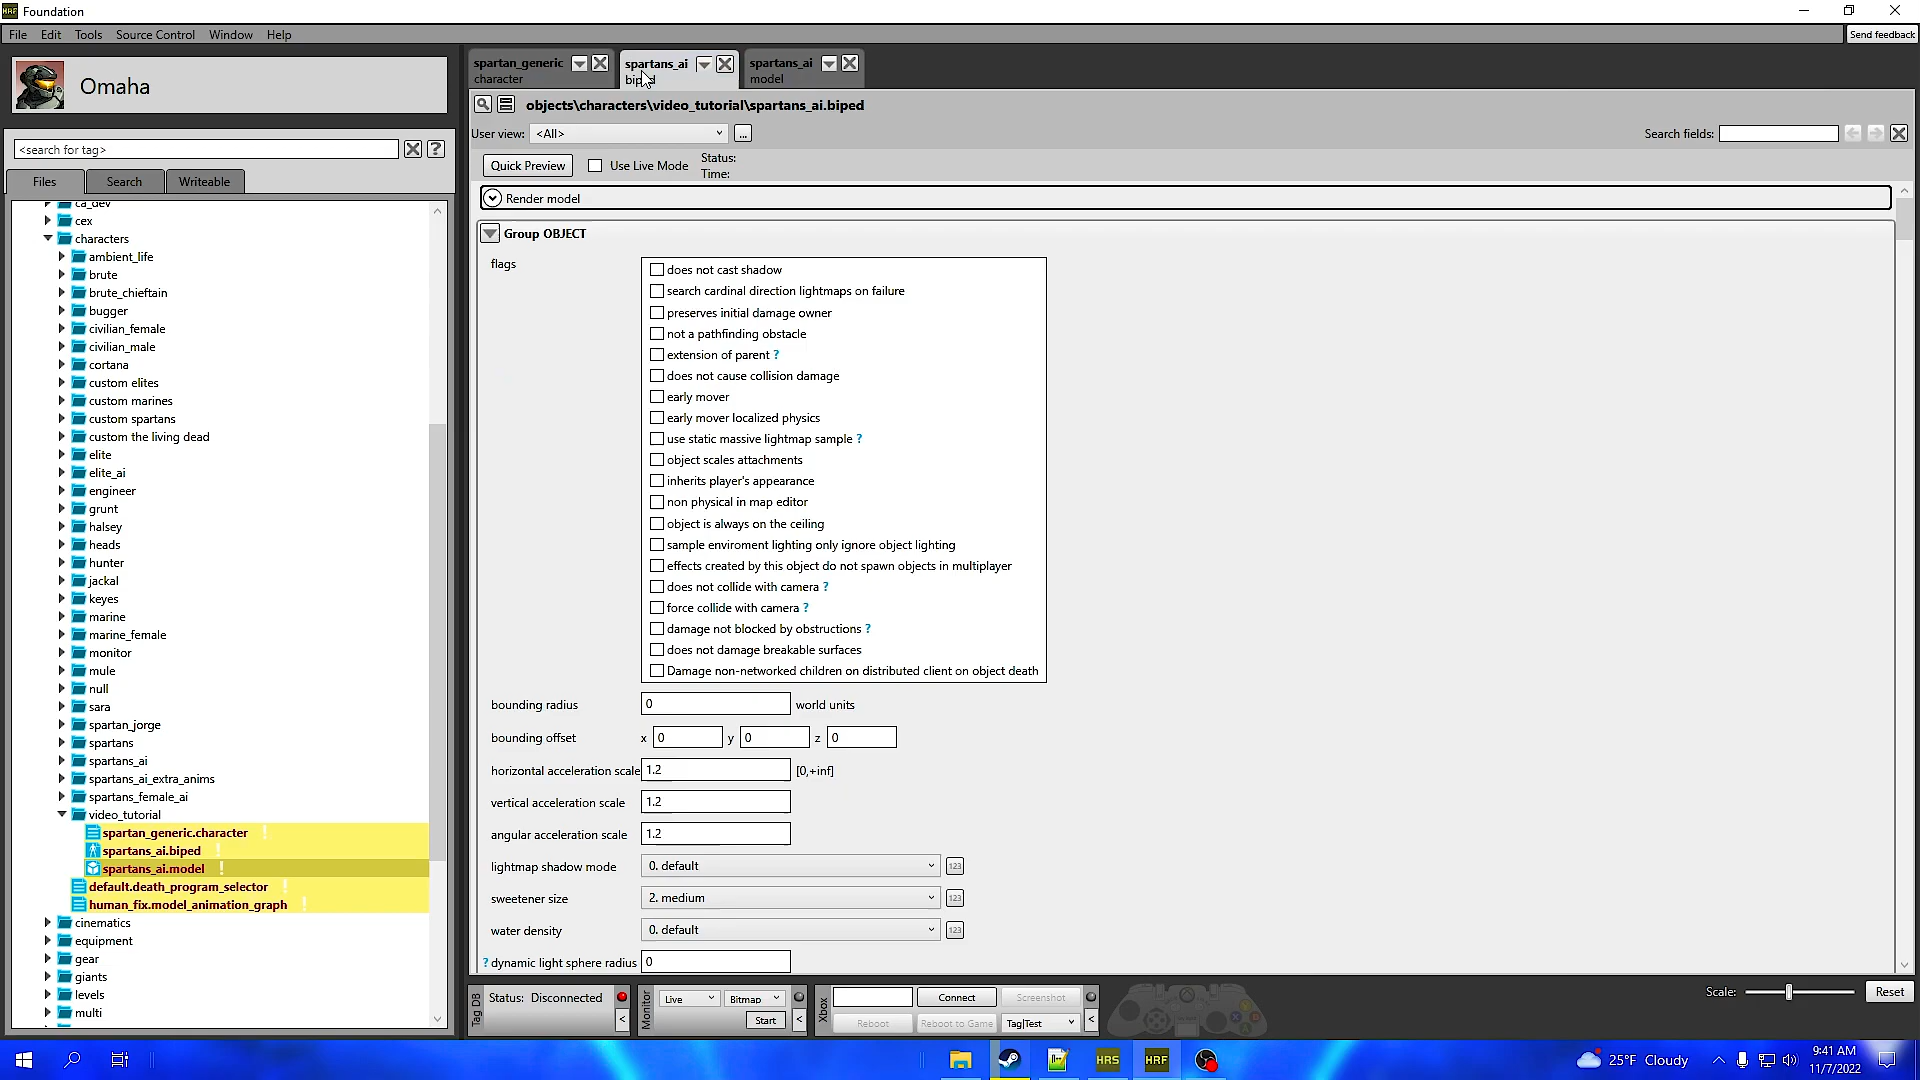 HRF Foundation
File Edit Tools Source Control Window Help
Send feedback
Omaha
<search for tag>
Files Search Writeable
ca_dev
cex
characters
ambient_life
brute
brute_chieftain
bugger
civilian_female
civilian_male
cortana
custom elites
custom marines
custom spartans
custom the living dead
elite
elite_ai
engineer
grunt
halsey
heads
hunter
jackal
keyes
marine
marine_female
monitor
mule
null
sara
spartan_jorge
spartans
spartans_ai
spartans_ai_extra_anims
spartans_female_ai
video_tutorial
spartan_generic.character
spartans_ai.biped
spartans_ai.model
default.death_program_selector
human_fix.model_animation_graph
cinematics
equipment
gear
giants
levels
multi
spartan_generic
character
spartans_ai
biped
spartans_ai
model
objects\characters\video_tutorial\spartans_ai.biped
User view: <All> ...
Search fields:
Quick Preview Use Live Mode Status:
Time:
Render model
Group OBJECT
flags
does not cast shadow
search cardinal direction lightmaps on failure
preserves initial damage owner
not a pathfinding obstacle
extension of parent ?
does not cause collision damage
early mover
early mover localized physics
use static massive lightmap sample ?
object scales attachments
inherits player's appearance
non physical in map editor
object is always on the ceiling
sample enviroment lighting only ignore object lighting
effects created by this object do not spawn objects in multiplayer
does not collide with camera ?
force collide with camera ?
damage not blocked by obstructions ?
does not damage breakable surfaces
Damage non-networked children on distributed client on object death
bounding radius 0 world units
bounding offset x 0 y 0 z 0
horizontal acceleration scale 1.2 [0,+inf]
vertical acceleration scale 1.2
angular acceleration scale 1.2
lightmap shadow mode 0. default 123
sweetener size 2. medium 123
water density 0. default 123
? dynamic light sphere radius 0
Tag DB
Status: Disconnected
<
Monitor
Live Bitmap
Start <
Xbox
Connect Screenshot
Reboot Reboot to Game Tag|Test <
Scale: Reset
HRS HRF
25°F Cloudy
9:41 AM
11/7/2022